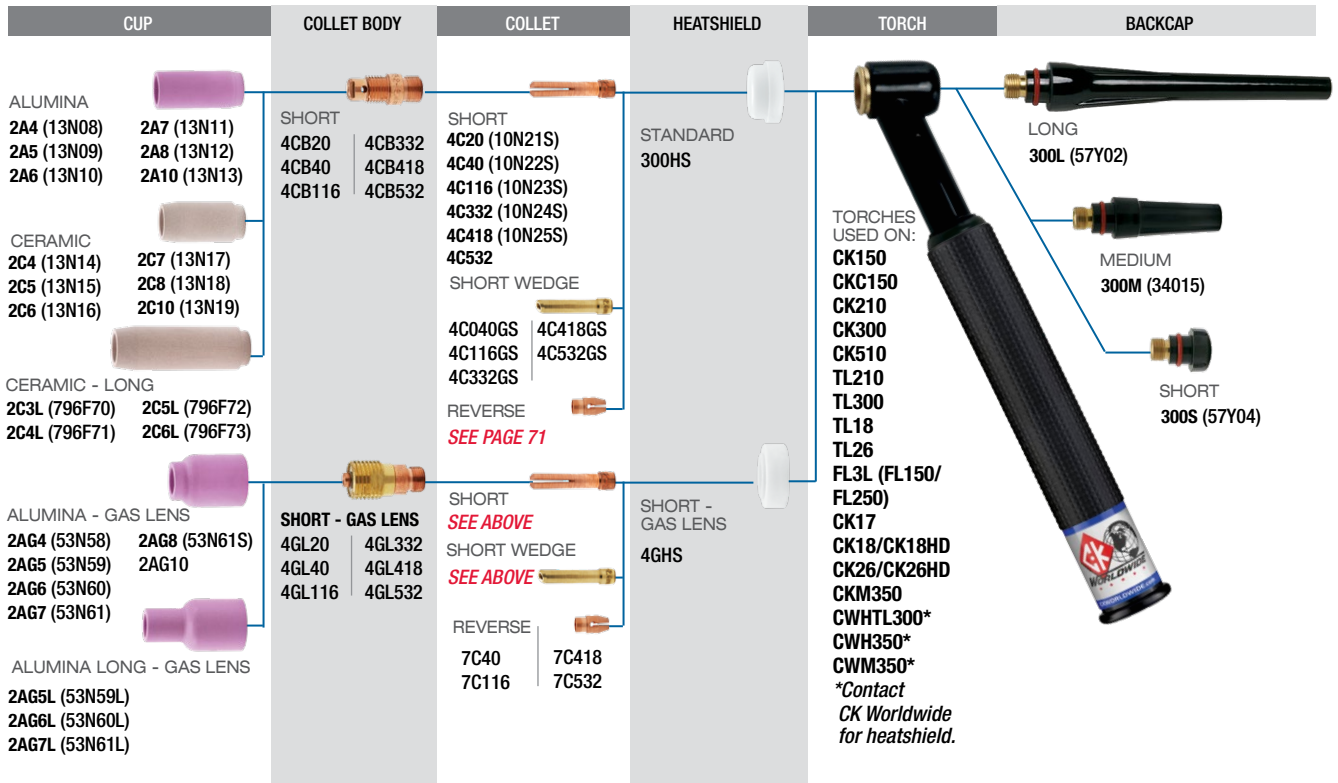 CUP
COLLET BODY
COLLET
HEATSHIELD
TORCH
BACKCAP
ALUMINA
2A4 (13N08)
2A5 (13N09)
2A6 (13N10)
2A7 (13N11)
2A8 (13N12)
2A10 (13N13)
CERAMIC
2C4 (13N14)
2C5 (13N15)
2C6 (13N16)
2C7 (13N17)
2C8 (13N18)
2C10 (13N19)
CERAMIC - LONG
2C3L (796F70)
2C4L (796F71)
2C5L (796F72)
2C6L (796F73)
ALUMINA - GAS LENS
2AG4 (53N58)
2AG5 (53N59)
2AG6 (53N60)
2AG7 (53N61)
2AG8 (53N61S)
2AG10
ALUMINA LONG - GAS LENS
2AG5L (53N59L)
2AG6L (53N60L)
2AG7L (53N61L)
SHORT
4CB20
4CB40
4CB116
4CB332
4CB418
4CB532
SHORT - GAS LENS
4GL20
4GL40
4GL116
4GL332
4GL418
4GL532
SHORT
4C20 (10N21S)
4C40 (10N22S)
4C116 (10N23S)
4C332 (10N24S)
4C418 (10N25S)
4C532
SHORT WEDGE
4C040GS
4C116GS
4C332GS
4C418GS
4C532GS
REVERSE
SEE PAGE 71
SHORT
SEE ABOVE
SHORT WEDGE
SEE ABOVE
REVERSE
7C40
7C116
7C418
7C532
STANDARD
300HS
SHORT -
GAS LENS
4GHS
TORCHES
USED ON:
CK150
CKC150
CK210
CK300
CK510
TL210
TL300
TL18
TL26
FL3L (FL150/
FL250)
CK17
CK18/CK18HD
CK26/CK26HD
CKM350
CWHTL300*
CWH350*
CWM350*
*Contact
CK Worldwide
for heatshield.
CK
WORLDWIDE
CKWORLDWIDE.com
LONG
300L (57Y02)
MEDIUM
300M (34015)
SHORT
300S (57Y04)